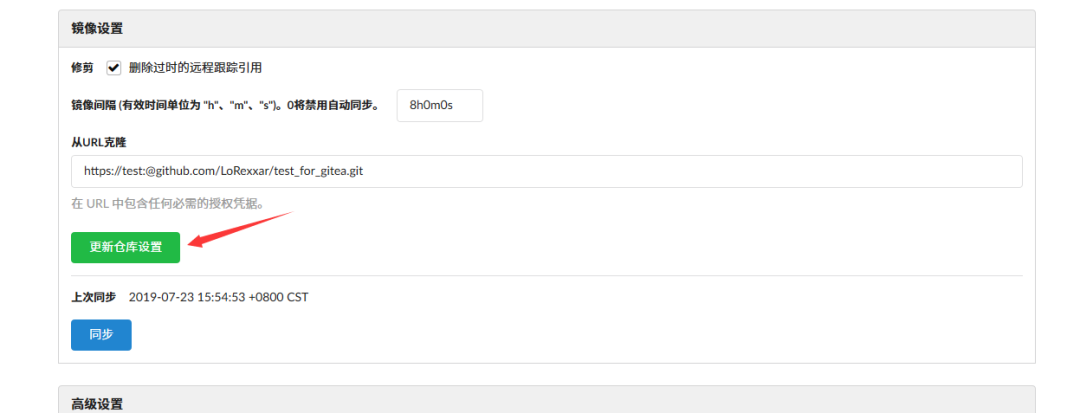 镜像设置
修剪 删除过时的远程跟踪引用
镜像间隔 (有效时间单位为 "h"、"m"、"s")。0将禁用自动同步。 8h0m0s
从URL克隆
https://test:@github.com/LoRexxar/test_for_gitea.git
在 URL 中包含任何必需的授权凭据。
更新仓库设置
上次同步 2019-07-23 15:54:53 +0800 CST
同步
高级设置